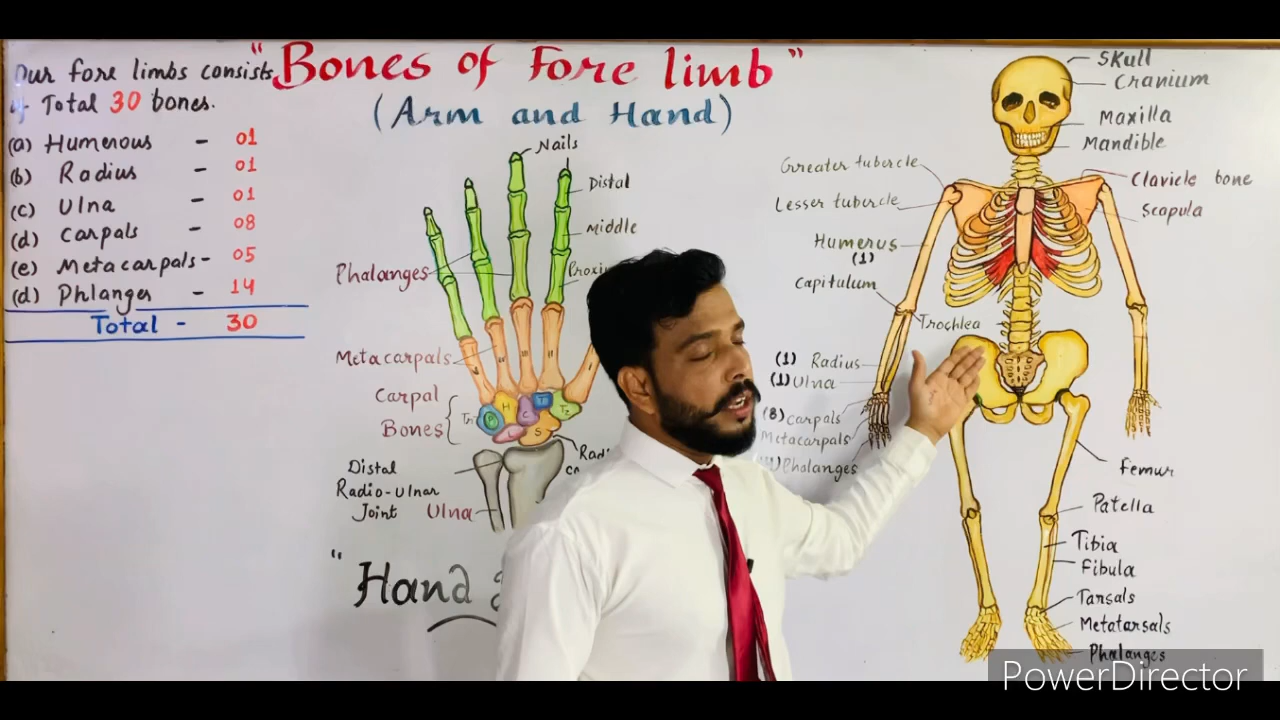 "Bones of Fore limb"
(Arm and Hand)
Our fore limbs consists
of Total 30 bones.
(a) Humerous - 01
(b) Radius - 01
(c) Ulna - 01
(d) Carpals - 08
(e) Metacarpals - 05
(d) Phlanges - 14
Total - 30
Nails
Distal
Middle
Phalanges
Metacarpals
Carpal
Bones
H
C
S
Distal
Radio-Ulnar
Joint
Ulna
"Hand
Skull
Cranium
Maxilla
Mandible
Clavicle bone
Scapula
Greater tubercle
Lesser tubercle
Humerus
(1)
Capitulum
Trochlea
(1) Radius
(1) Ulna
(8) Carpals
Metacarpals
Phalanges
Femur
Patella
Tibia
Fibula
Tarsals
Metatarsals
Phalanges
PowerDirector